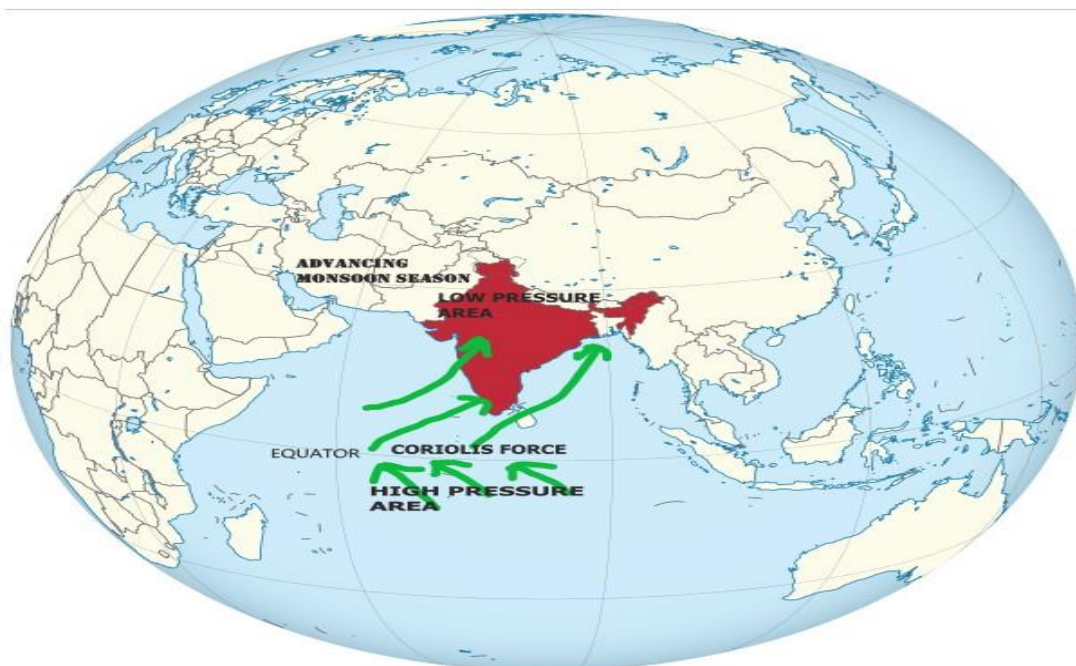 ADVANCING
MONSOON SEASON
LOW PRESSURE
AREA
EQUATOR
CORIOLIS FORCE
HIGH PRESSURE
AREA